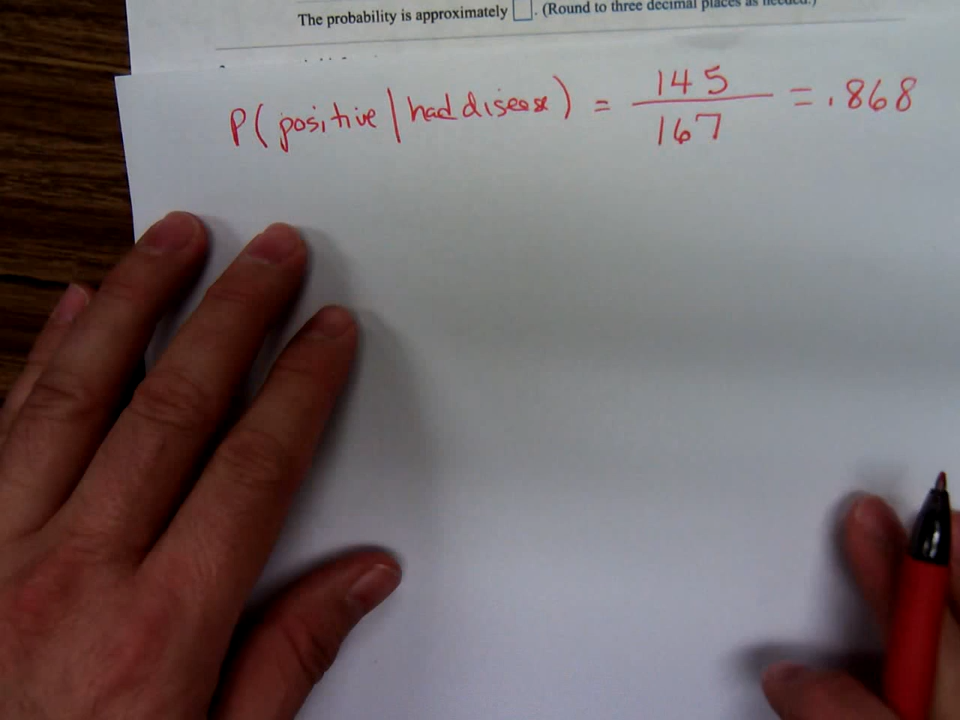 The probability is approximately . (Round to three decimal places as needed.)
P( positive | had disease ) = 145/167 = .868